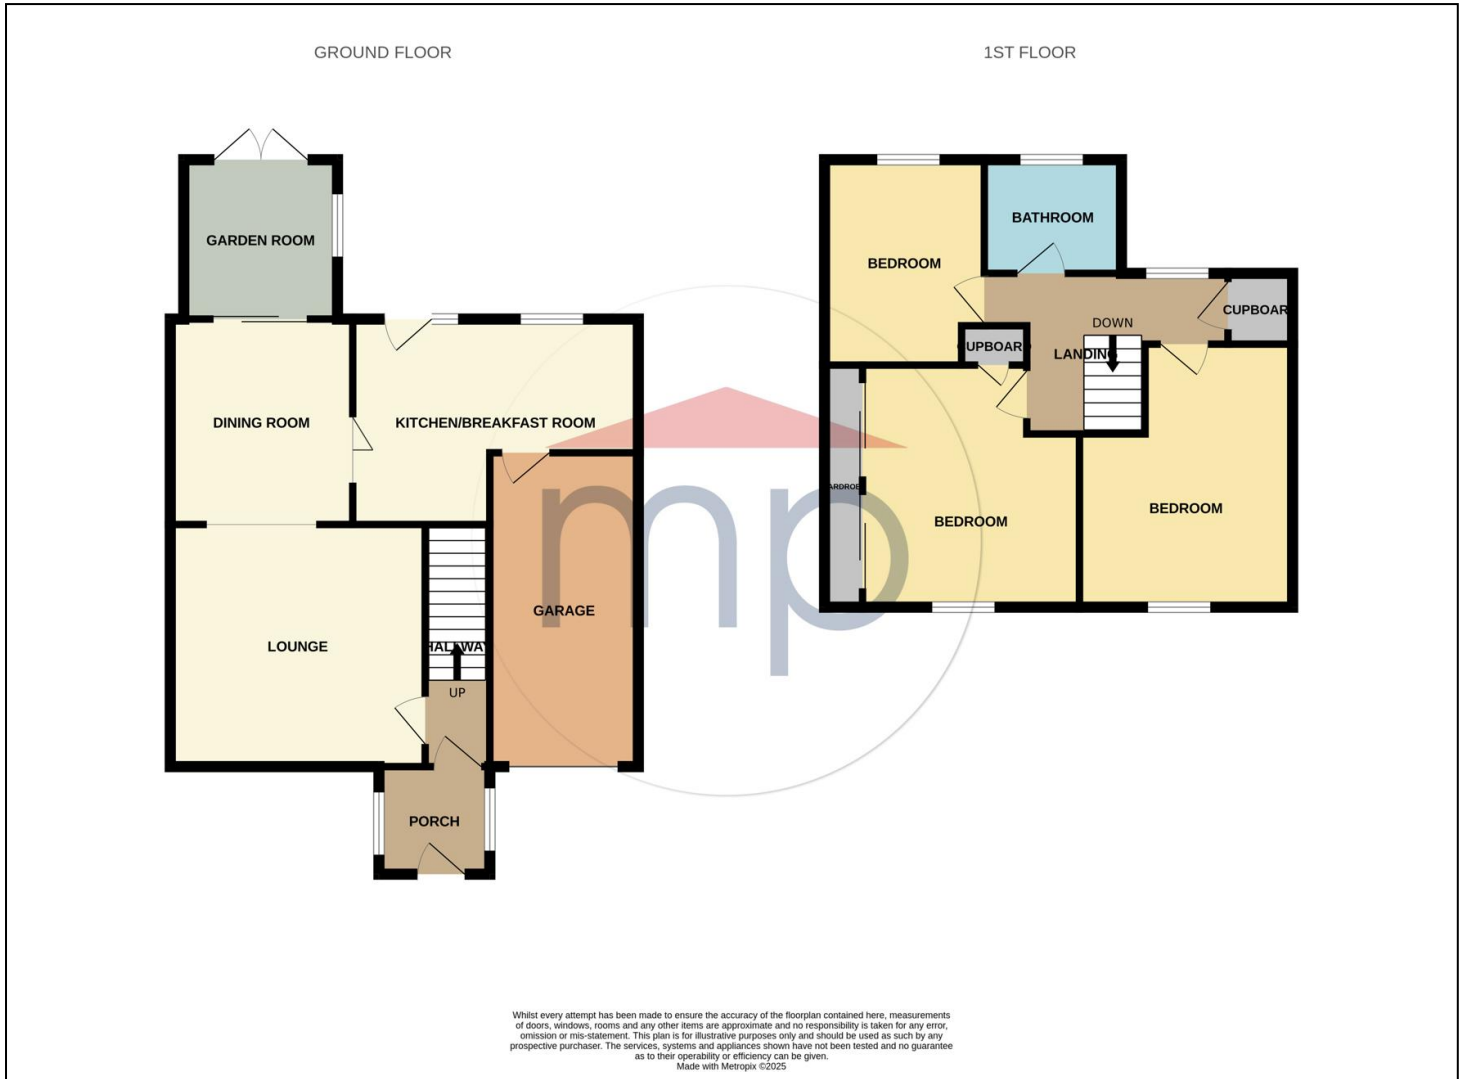 GROUND FLOOR
1ST FLOOR
GARDEN ROOM
BATHROOM
BEDROOM
CUPBOAR
DOWN
UPBOAR
LANDING
DINING ROOM
KITCHEN/BREAKFAST ROOM
ARDROB
BEDROOM
BEDROOM
GARAGE
LOUNGE
HALLWAY
UP
PORCH
mp
Whilst every attempt has been made to ensure the accuracy of the floorplan contained here, measurements
of doors, windows, rooms and any other items are approximate and no responsibility is taken for any error,
omission or mis-statement. This plan is for illustrative purposes only and should be used as such by any
prospective purchaser. The services, systems and appliances shown have not been tested and no guarantee
as to their operability or efficiency can be given.
Made with Metropix ©2025